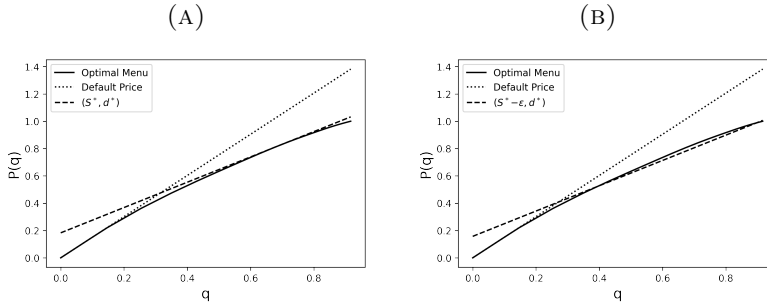 (A)
1.4
1.2
1.0
0.8
0.6
0.4
0.2
0.0
P(q)
Optimal Menu
Default Price
(S*, d*)
0.0 0.2 0.4 0.6 0.8
q
(B)
1.4
1.2
1.0
0.8
0.6
0.4
0.2
0.0
P(q)
Optimal Menu
Default Price
(S*−ε, d*)
0.0 0.2 0.4 0.6 0.8
q